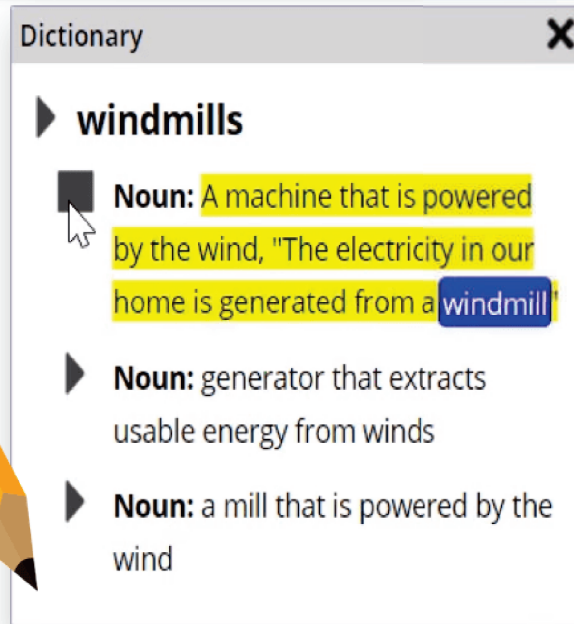 Dictionary
windmills
Noun: A machine that is powered
by the wind, "The electricity in our
home is generated from a windmill"
Noun: generator that extracts
usable energy from winds
Noun: a mill that is powered by the
wind